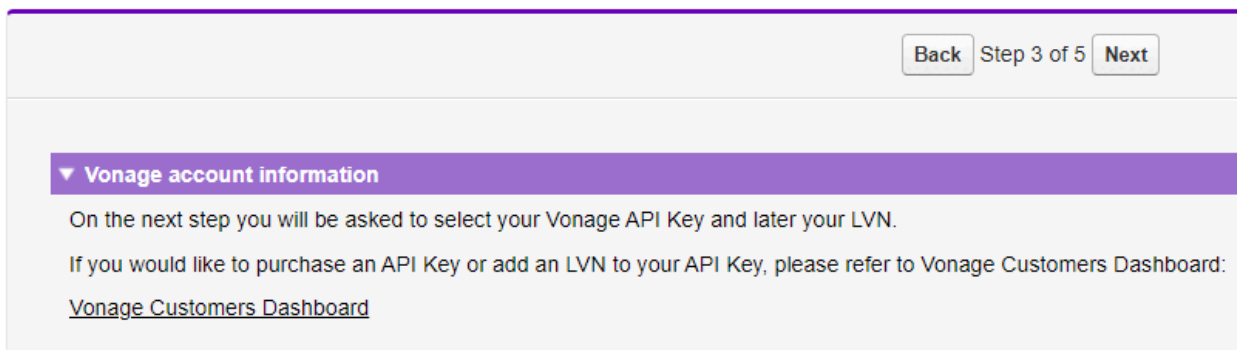 Back Step 3 of 5 Next
Vonage account information
On the next step you will be asked to select your Vonage API Key and later your LVN.
If you would like to purchase an API Key or add an LVN to your API Key, please refer to Vonage Customers Dashboard:
Vonage Customers Dashboard